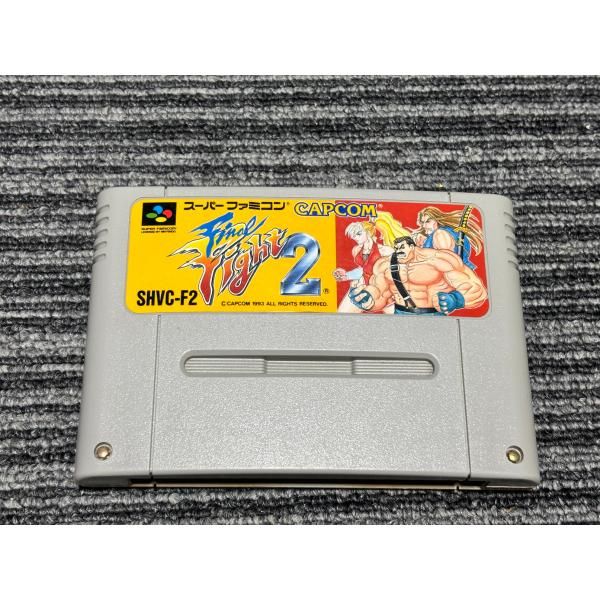 スーパーファミコン® CAPCOM®
SUPER FAMICOM
LICENSED BY NINTENDO
Final
Fight
2 ®
SHVC-F2
© CAPCOM 1993 ALL RIGHTS RESERVED.